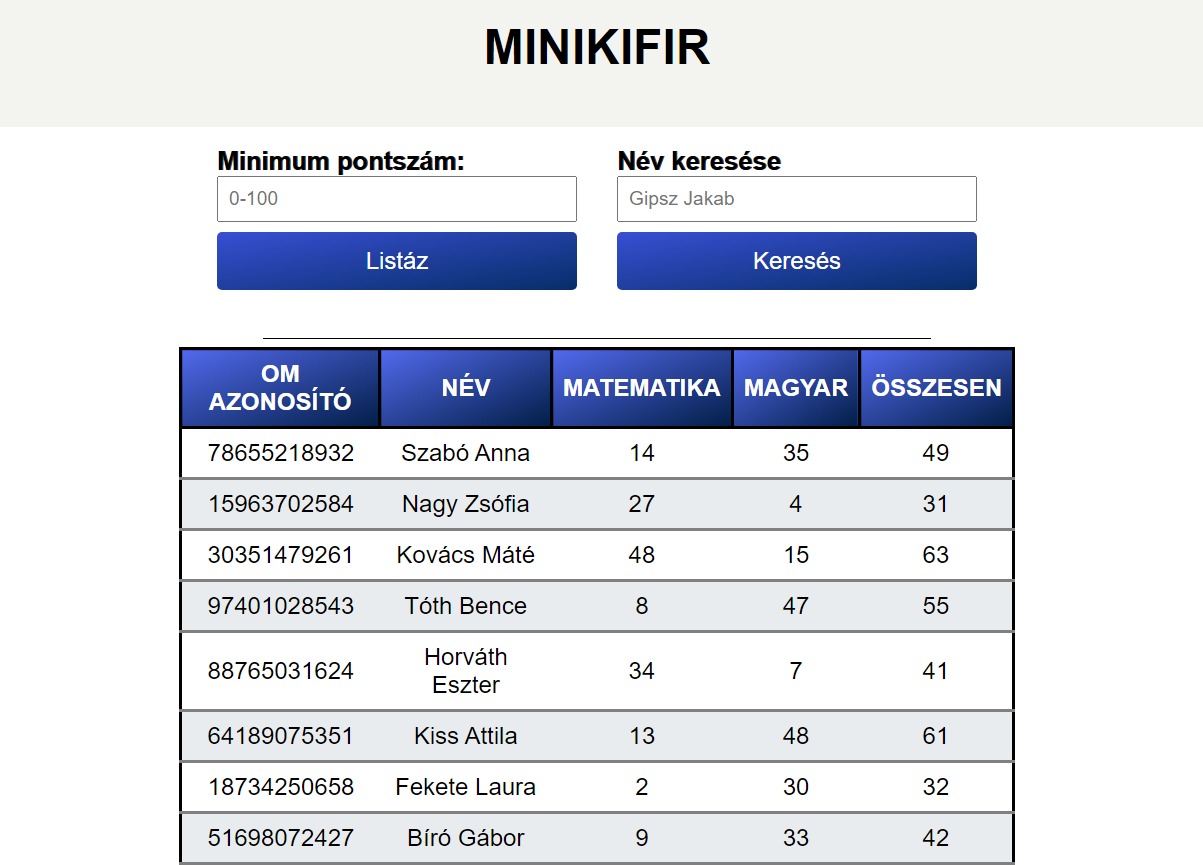 MINIKIFIR
Minimum pontszám:
0-100
Listáz
Név keresése
Gipsz Jakab
Keresés
OM
AZONOSÍTÓ
NÉV
MATEMATIKA
MAGYAR
ÖSSZESEN
78655218932 Szabó Anna 14 35 49
15963702584 Nagy Zsófia 27 4 31
30351479261 Kovács Máté 48 15 63
97401028543 Tóth Bence 8 47 55
88765031624 Horváth Eszter 34 7 41
64189075351 Kiss Attila 13 48 61
18734250658 Fekete Laura 2 30 32
51698072427 Bíró Gábor 9 33 42